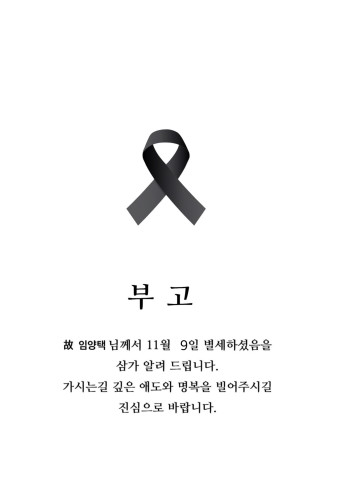 부 고
故 임양택 님께서 11월 9일 별세하셨음을
삼가 알려 드립니다.
가시는길 깊은 애도와 명복을 빌어주시길
진심으로 바랍니다.